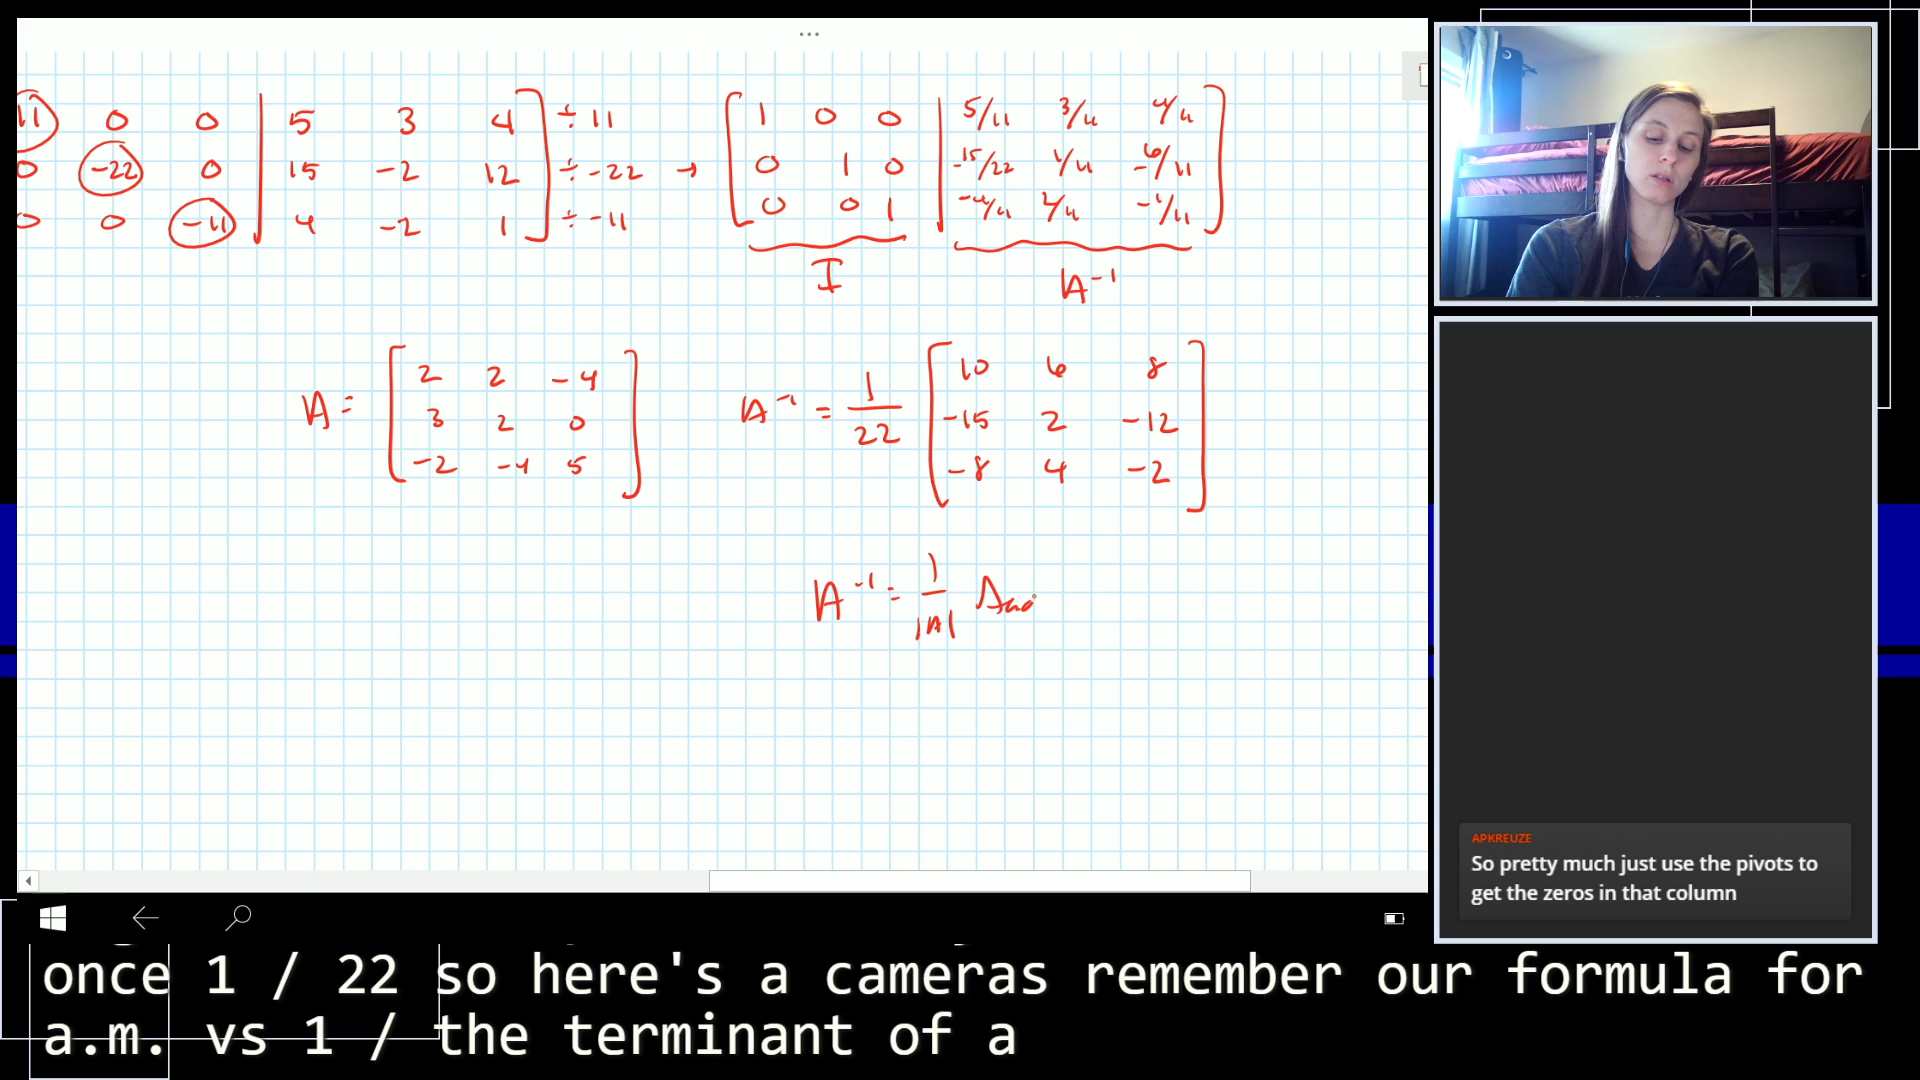 ...
11 0 0 | 5 3 4 ] ÷ 11
0 -22 0 | 15 -2 12 ] ÷ -22 →
0 0 -11 | 4 -2 1 ] ÷ -11
[ 1 0 0 | 5/11 3/11 4/11 ]
[ 0 1 0 | -15/22 1/11 -6/11 ]
[ 0 0 1 | -4/11 2/11 -1/11 ]
I
A⁻¹
A = [ 2 2 -4
3 2 0
-2 -4 5 ]
A⁻¹ = 1/22 [ 10 6 8
-15 2 -12
-8 4 -2 ]
A⁻¹ = 1/|A|
APKREUZE
So pretty much just use the pivots to
get the zeros in that column
once 1 / 22 so here's a cameras remember our formula for
a.m. vs 1 / the terminant of a